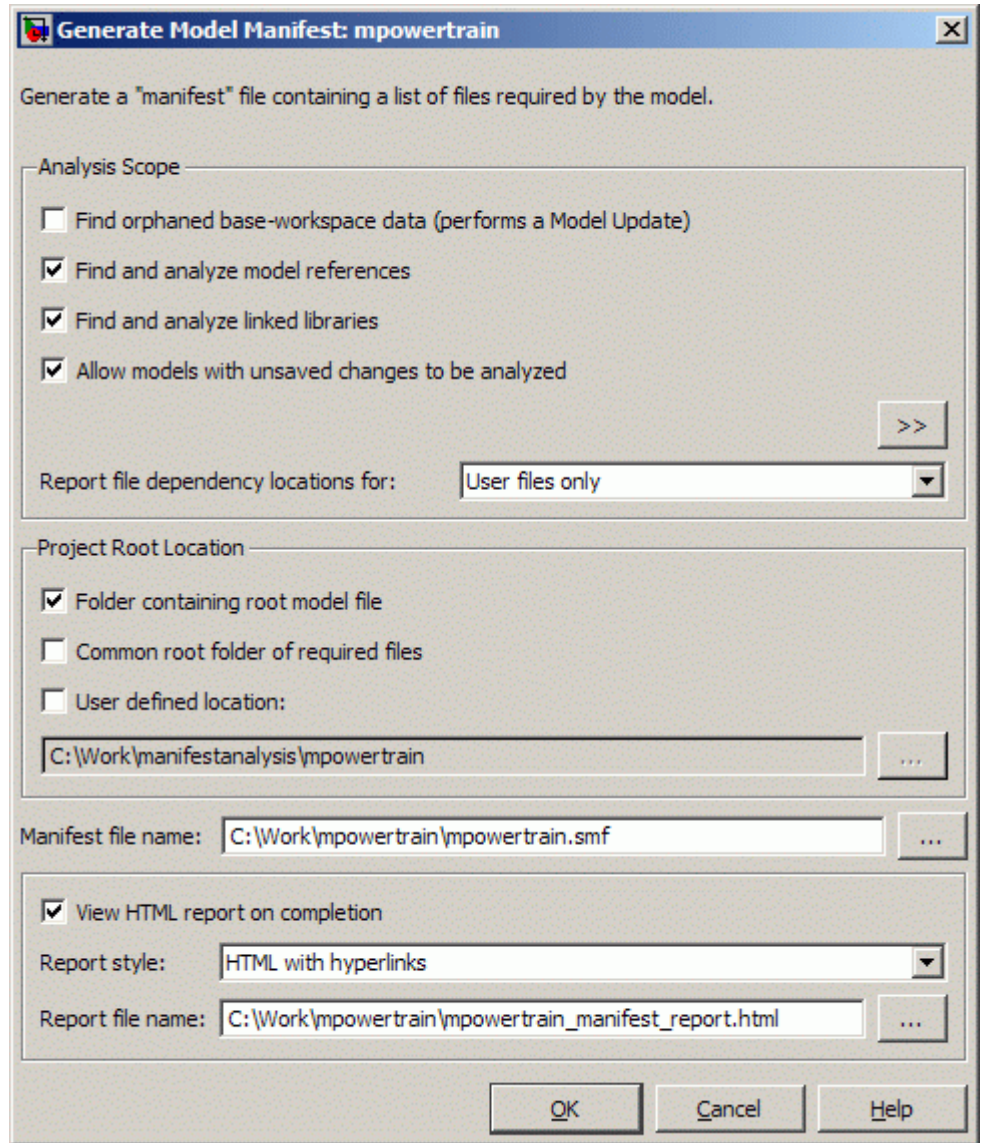 Generate Model Manifest: mpowertrain
Generate a "manifest" file containing a list of files required by the model.
Analysis Scope
Find orphaned base-workspace data (performs a Model Update)
Find and analyze model references
Find and analyze linked libraries
Allow models with unsaved changes to be analyzed
>>
Report file dependency locations for: User files only
Project Root Location
Folder containing root model file
Common root folder of required files
User defined location:
C:\Work\manifestanalysis\mpowertrain ...
Manifest file name: C:\Work\mpowertrain\mpowertrain.smf ...
View HTML report on completion
Report style: HTML with hyperlinks
Report file name: C:\Work\mpowertrain\mpowertrain_manifest_report.html ...
OK Cancel Help